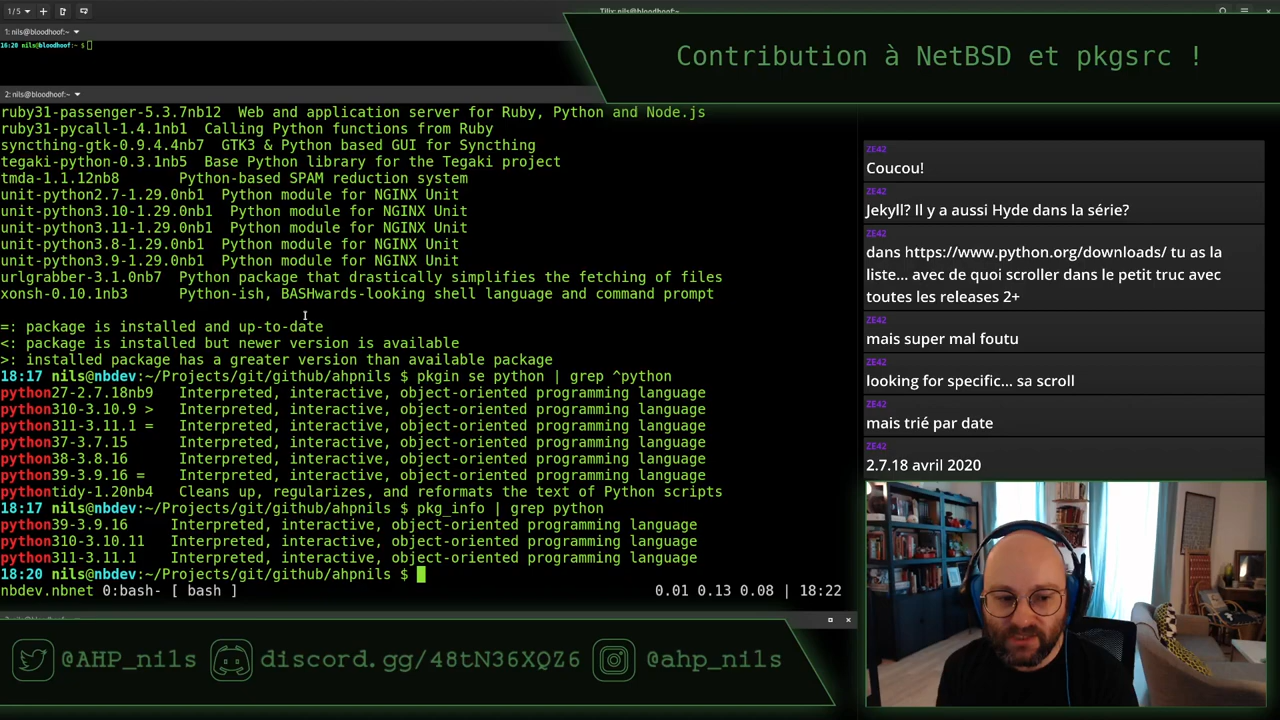 1/5
Tilix: nils@bloodhoof:~
1: nils@bloodhoof:~
16:20 nils@bloodhoof:~ $
Contribution à NetBSD et pkgsrc !
2: nils@bloodhoof:~
ruby31-passenger-5.3.7nb12  Web and application server for Ruby, Python and Node.js
ruby31-pycall-1.4.1nb1  Calling Python functions from Ruby
syncthing-gtk-0.9.4.4nb7  GTK3 & Python based GUI for Syncthing
tegaki-python-0.3.1nb5  Base Python library for the Tegaki project
tmda-1.1.12nb8       Python-based SPAM reduction system
unit-python2.7-1.29.0nb1  Python module for NGINX Unit
unit-python3.10-1.29.0nb1  Python module for NGINX Unit
unit-python3.11-1.29.0nb1  Python module for NGINX Unit
unit-python3.8-1.29.0nb1  Python module for NGINX Unit
unit-python3.9-1.29.0nb1  Python module for NGINX Unit
urlgrabber-3.1.0nb7  Python package that drastically simplifies the fetching of files
xonsh-0.10.1nb3      Python-ish, BASHwards-looking shell language and command prompt
=: package is installed and up-to-date
<: package is installed but newer version is available
>: installed package has a greater version than available package
18:17 nils@nbdev:~/Projects/git/github/ahpnils $ pkgin se python | grep ^python
python27-2.7.18nb9   Interpreted, interactive, object-oriented programming language
python310-3.10.9 >   Interpreted, interactive, object-oriented programming language
python311-3.11.1 =   Interpreted, interactive, object-oriented programming language
python37-3.7.15      Interpreted, interactive, object-oriented programming language
python38-3.8.16      Interpreted, interactive, object-oriented programming language
python39-3.9.16 =    Interpreted, interactive, object-oriented programming language
pythontidy-1.20nb4   Cleans up, regularizes, and reformats the text of Python scripts
18:17 nils@nbdev:~/Projects/git/github/ahpnils $ pkg_info | grep python
python39-3.9.16     Interpreted, interactive, object-oriented programming language
python310-3.10.11   Interpreted, interactive, object-oriented programming language
python311-3.11.1    Interpreted, interactive, object-oriented programming language
18:20 nils@nbdev:~/Projects/git/github/ahpnils $
nbdev.nbnet 0:bash- [ bash ] 0.01 0.13 0.08 | 18:22
ZE42
Coucou!
ZE42
Jekyll? Il y a aussi Hyde dans la série?
ZE42
dans https://www.python.org/downloads/ tu as la
liste... avec de quoi scroller dans le petit truc avec
toutes les releases 2+
ZE42
mais super mal foutu
ZE42
looking for specific... sa scroll
ZE42
mais trié par date
ZE42
2.7.18 avril 2020
@AHP_nils discord.gg/48tN36XQZ6 @ahp_nils